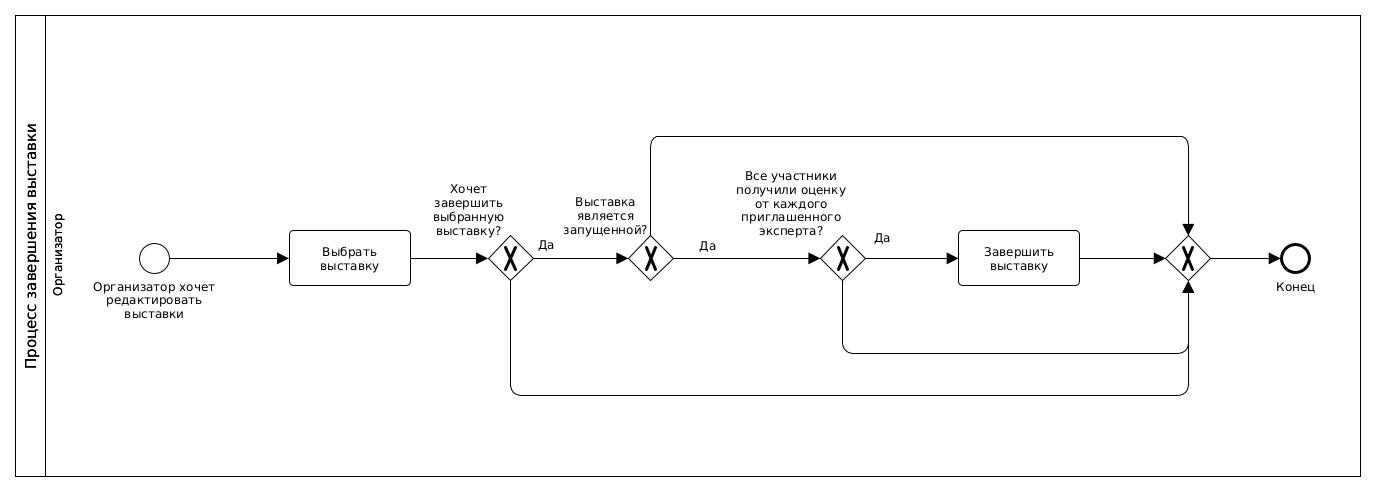 Процесс завершения выставки
Организатор
Организатор хочет
редактировать
выставки
Выбрать
выставку
Хочет
завершить
выбранную
выставку?
Да
Выставка
является
запущенной?
Да
Все участники
получили оценку
от каждого
приглашенного
эксперта?
Да
Завершить
выставку
Конец